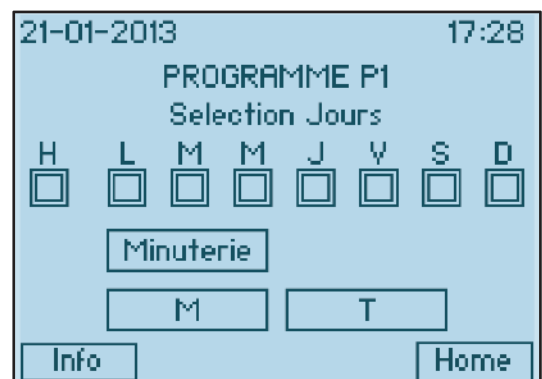 21-01-2013 17:28
PROGRAMME P1
Selection Jours
H L M M J V S D
Minuterie
M T
Info Home